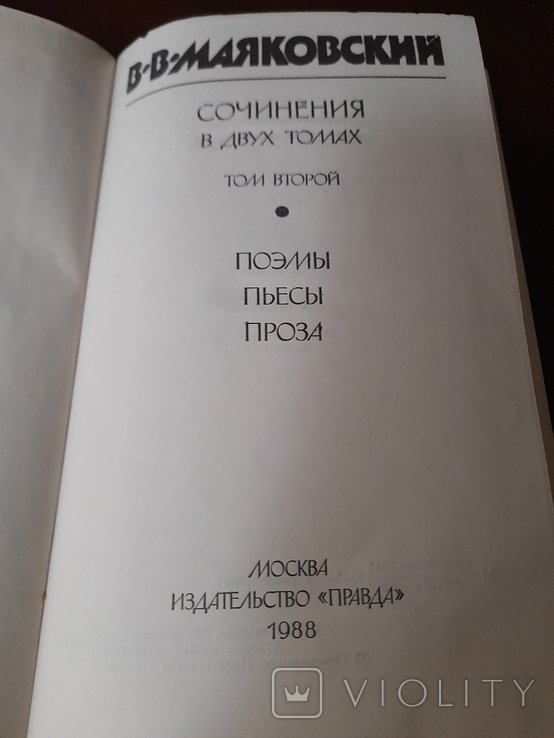 В·В·МАЯКОВСКИЙ
СОЧИНЕНИЯ
В ДВУХ ТОМАХ
ТОМ ВТОРОЙ
●
ПОЭМЫ
ПЬЕСЫ
ПРОЗА
МОСКВА
ИЗДАТЕЛЬСТВО «ПРАВДА»
1988
VIOLITY